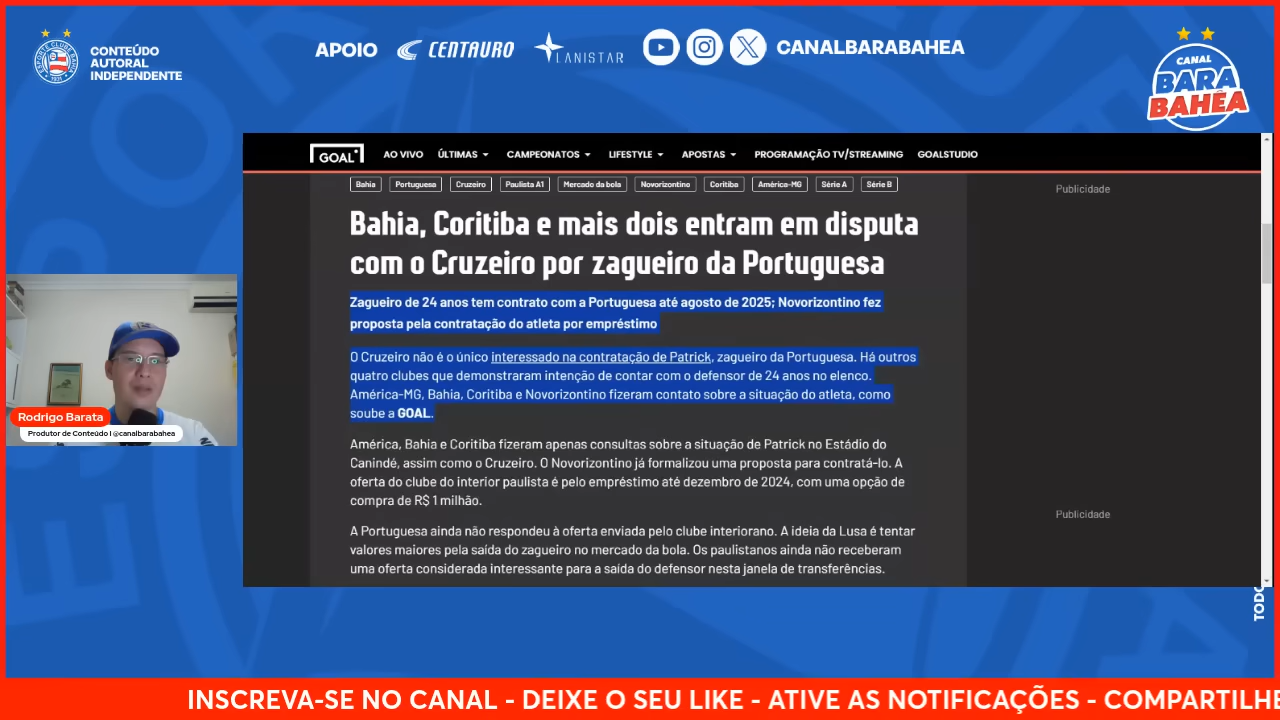 CONTEÚDO
AUTORAL
INDEPENDENTE
APOIO
CENTAURO
LANISTAR
CANALBARABAHEA
CANAL
BARA
BAHÊA
GOAL
AO VIVO ÚLTIMAS CAMPEONATOS LIFESTYLE APOSTAS PROGRAMAÇÃO TV/STREAMING GOALSTUDIO
Bahia Portuguesa Cruzeiro Paulista A1 Mercado da bola Novorizontino Coritiba América-MG Série A Série B
Publicidade
Bahia, Coritiba e mais dois entram em disputa
com o Cruzeiro por zagueiro da Portuguesa
Zagueiro de 24 anos tem contrato com a Portuguesa até agosto de 2025; Novorizontino fez
proposta pela contratação do atleta por empréstimo
O Cruzeiro não é o único interessado na contratação de Patrick, zagueiro da Portuguesa. Há outros
quatro clubes que demonstraram intenção de contar com o defensor de 24 anos no elenco.
América-MG, Bahia, Coritiba e Novorizontino fizeram contato sobre a situação do atleta, como
soube a GOAL.
América, Bahia e Coritiba fizeram apenas consultas sobre a situação de Patrick no Estádio do
Canindé, assim como o Cruzeiro. O Novorizontino já formalizou uma proposta para contratá-lo. A
oferta do clube do interior paulista é pelo empréstimo até dezembro de 2024, com uma opção de
compra de R$ 1 milhão.
Publicidade
A Portuguesa ainda não respondeu à oferta enviada pelo clube interiorano. A ideia da Lusa é tentar
valores maiores pela saída do zagueiro no mercado da bola. Os paulistanos ainda não receberam
uma oferta considerada interessante para a saída do defensor nesta janela de transferências.
Rodrigo Barata
Produtor de Conteúdo I @canalbarabahea
TODO
INSCREVA-SE NO CANAL - DEIXE O SEU LIKE - ATIVE AS NOTIFICAÇÕES - COMPARTILHE